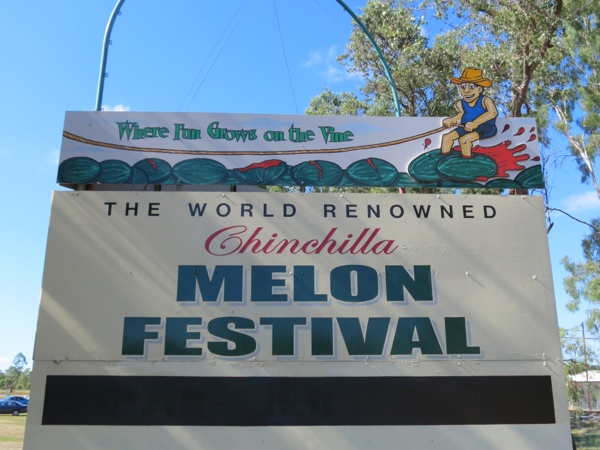 Where Fun Grows on the Vine
THE WORLD RENOWNED
Chinchilla
MELON
FESTIVAL